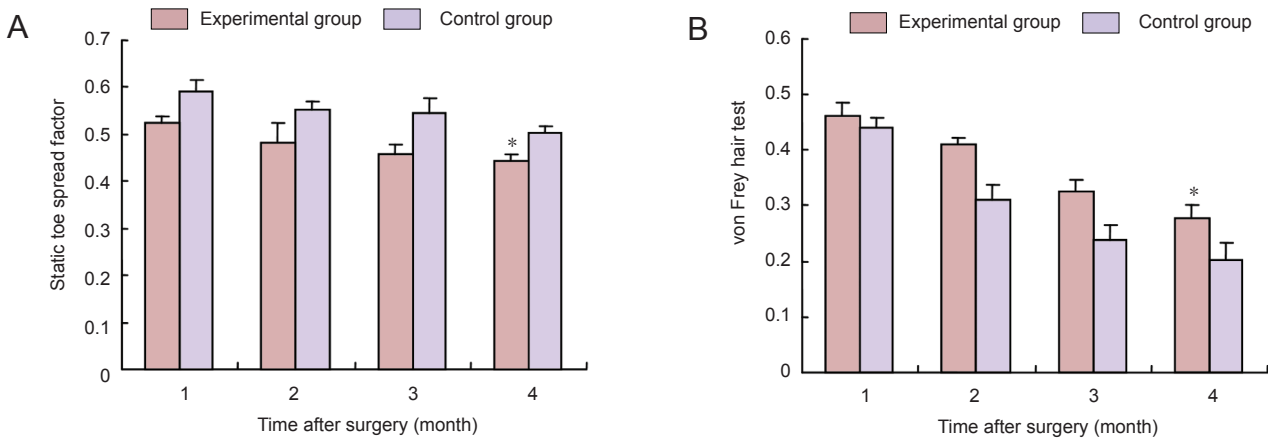 A
Experimental group
Control group
Static toe spread factor
0.7
0.6
0.5
0.4
0.3
0.2
0.1
0
*
1
2
3
4
Time after surgery (month)
B
Experimental group
Control group
von Frey hair test
0.6
0.5
0.4
0.3
0.2
0.1
0
*
1
2
3
4
Time after surgery (month)